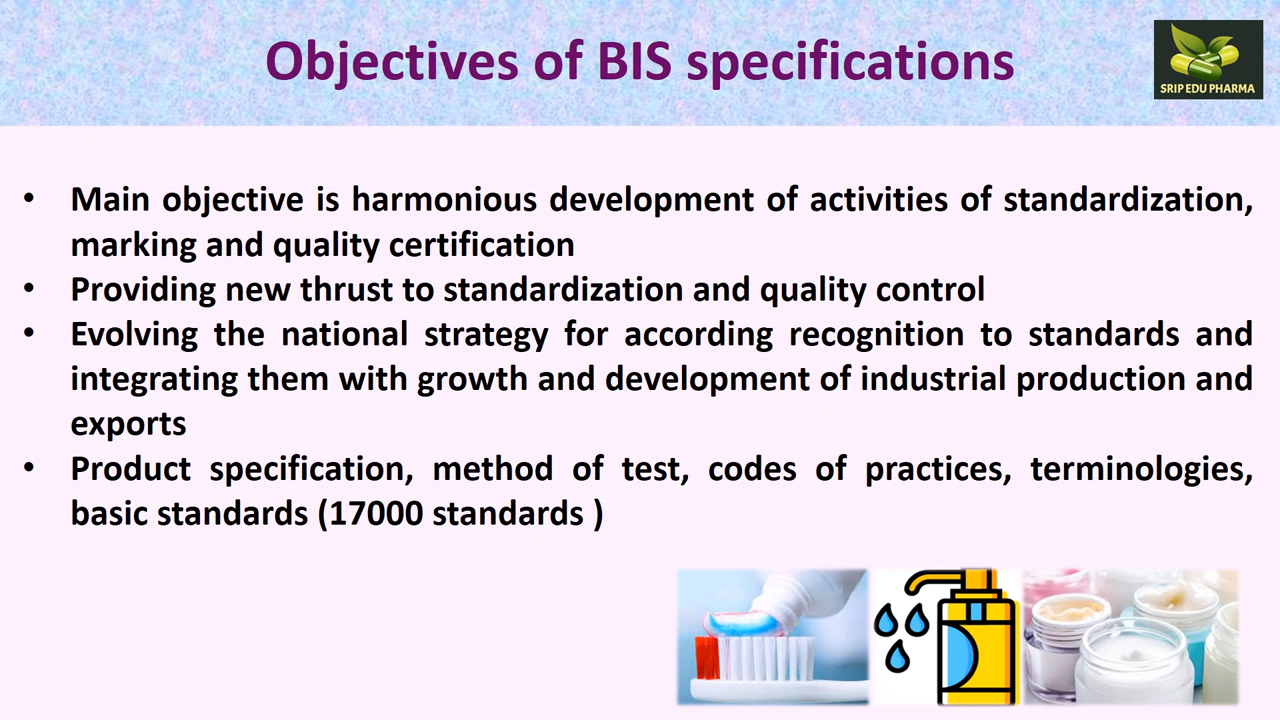 Objectives of BIS specifications
SRIP EDU PHARMA
• Main objective is harmonious development of activities of standardization,
marking and quality certification
• Providing new thrust to standardization and quality control
• Evolving the national strategy for according recognition to standards and
integrating them with growth and development of industrial production and
exports
• Product specification, method of test, codes of practices, terminologies,
basic standards (17000 standards )